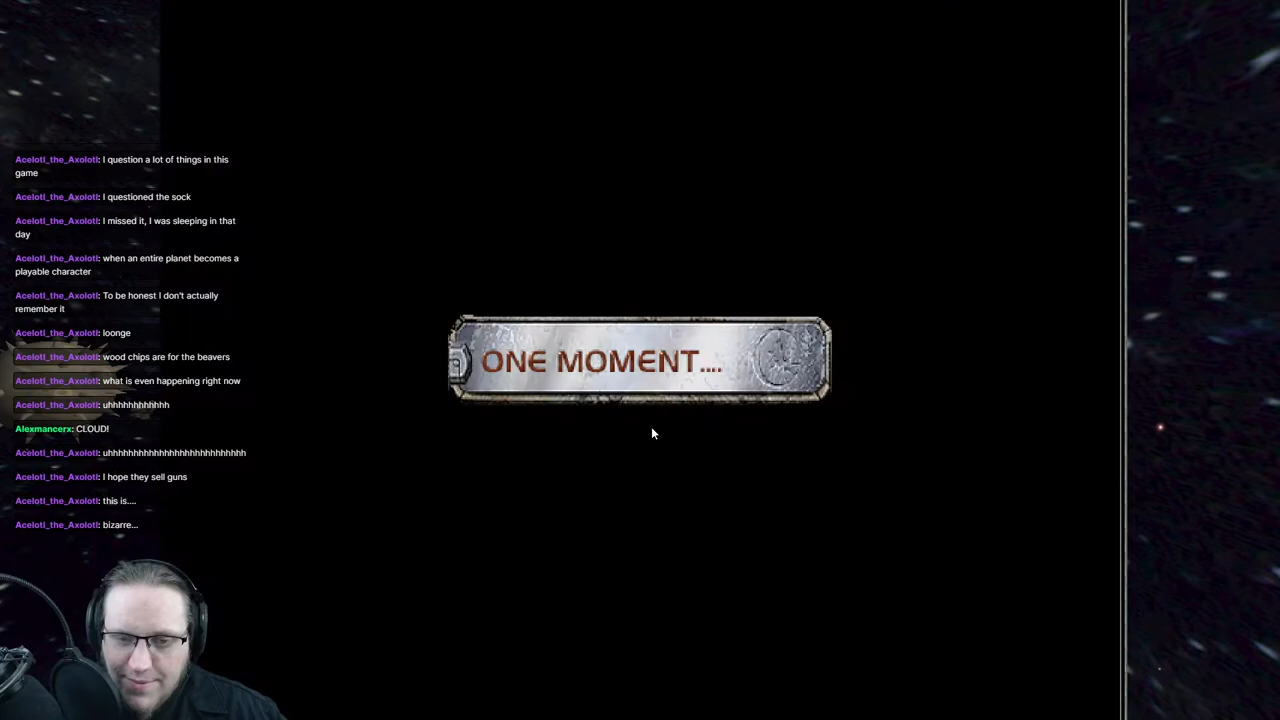 Acelotl_the_Axolotl: I question a lot of things in this
game
Acelotl_the_Axolotl: I questioned the sock
Acelotl_the_Axolotl: I missed it, I was sleeping in that
day
Acelotl_the_Axolotl: when an entire planet becomes a
playable character
Acelotl_the_Axolotl: To be honest I don't actually
remember it
Acelotl_the_Axolotl: loonge
Acelotl_the_Axolotl: wood chips are for the beavers
Acelotl_the_Axolotl: what is even happening right now
Acelotl_the_Axolotl: uhhhhhhhhhhhh
Alexmancerx: CLOUD!
Acelotl_the_Axolotl: uhhhhhhhhhhhhhhhhhhhhhhhhhhh
Acelotl_the_Axolotl: I hope they sell guns
Acelotl_the_Axolotl: this is....
Acelotl_the_Axolotl: bizarre...
ONE MOMENT....